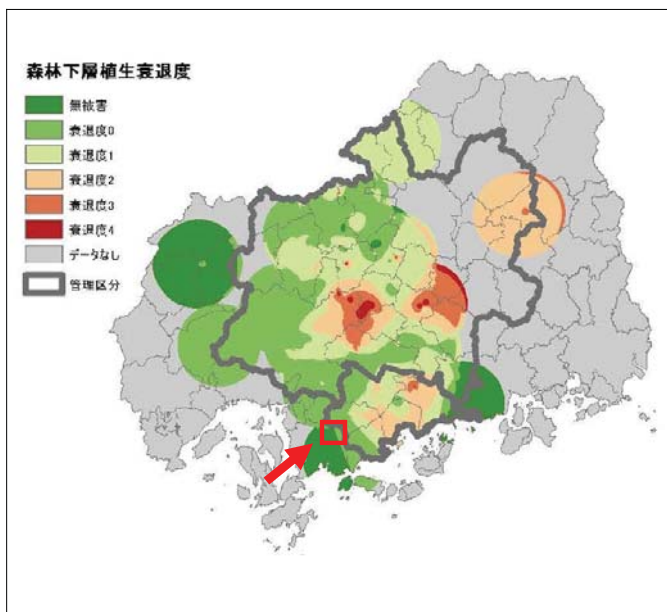 森林下層植生衰退度
無被害
衰退度0
衰退度1
衰退度2
衰退度3
衰退度4
データなし
管理区分